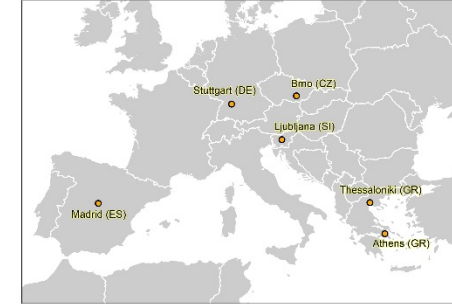 Stuttgart (DE)
Brno (CZ)
Ljubljana (SI)
Thessaloniki (GR)
Madrid (ES)
Athens (GR)